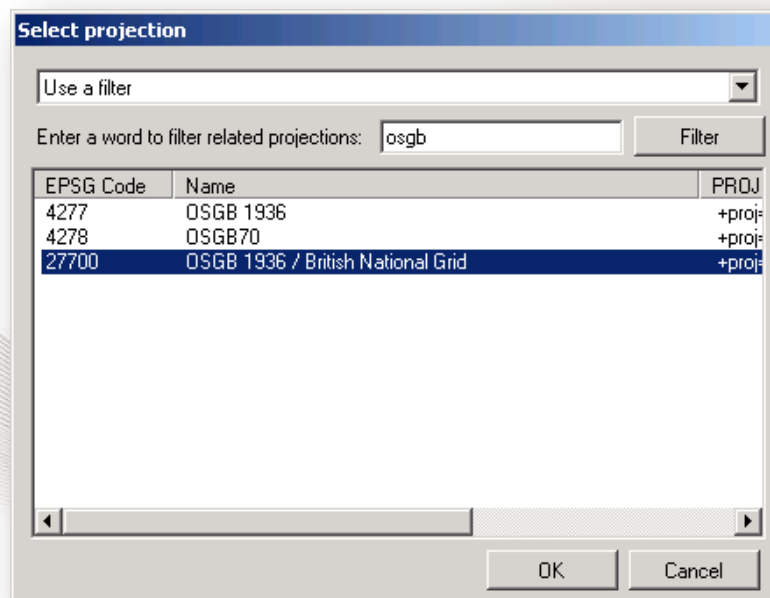 Select projection
Use a filter
Enter a word to filter related projections: osgb Filter
EPSG Code Name PROJ
4277 OSGB 1936 +proj=
4278 OSGB70 +proj=
27700 OSGB 1936 / British National Grid +proj=
OK Cancel